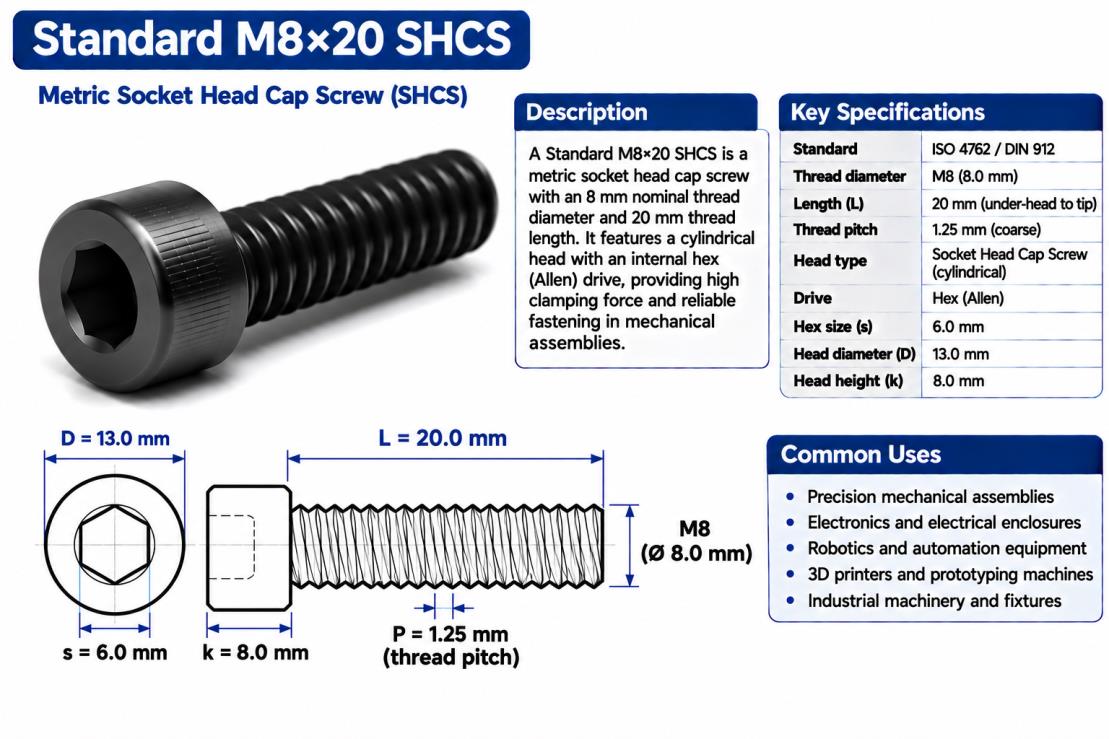 Standard M8×20 SHCS
Metric Socket Head Cap Screw (SHCS)
Description
A Standard M8×20 SHCS is a
metric socket head cap screw
with an 8 mm nominal thread
diameter and 20 mm thread
length. It features a cylindrical
head with an internal hex
(Allen) drive, providing high
clamping force and reliable
fastening in mechanical
assemblies.
Key Specifications
Standard ISO 4762 / DIN 912
Thread diameter M8 (8.0 mm)
Length (L) 20 mm (under-head to tip)
Thread pitch 1.25 mm (coarse)
Head type Socket Head Cap Screw
(cylindrical)
Drive Hex (Allen)
Hex size (s) 6.0 mm
Head diameter (D) 13.0 mm
Head height (k) 8.0 mm
D = 13.0 mm
L = 20.0 mm
M8
(Ø 8.0 mm)
s = 6.0 mm
k = 8.0 mm
P = 1.25 mm
(thread pitch)
Common Uses
• Precision mechanical assemblies
• Electronics and electrical enclosures
• Robotics and automation equipment
• 3D printers and prototyping machines
• Industrial machinery and fixtures